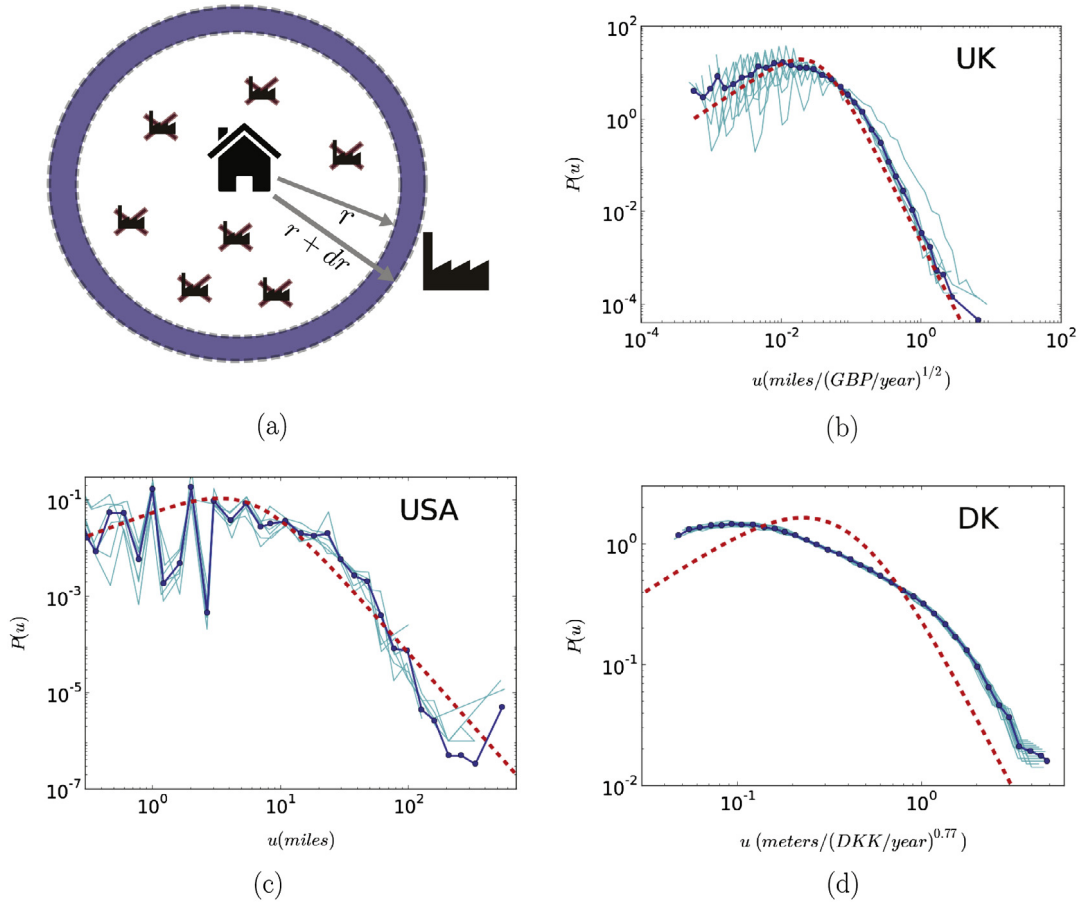 r
r + dr
(a)
10^2
10^0
10^-2
10^-4
P(u)
UK
10^-4
10^-2
10^0
10^2
u(miles/(GBP/year)^1/2)
(b)
10^-1
10^-3
10^-5
10^-7
P(u)
USA
10^0
10^1
10^2
u(miles)
(c)
10^0
10^-1
10^-2
P(u)
DK
10^-1
10^0
u (meters/(DKK/year)^0.77)
(d)